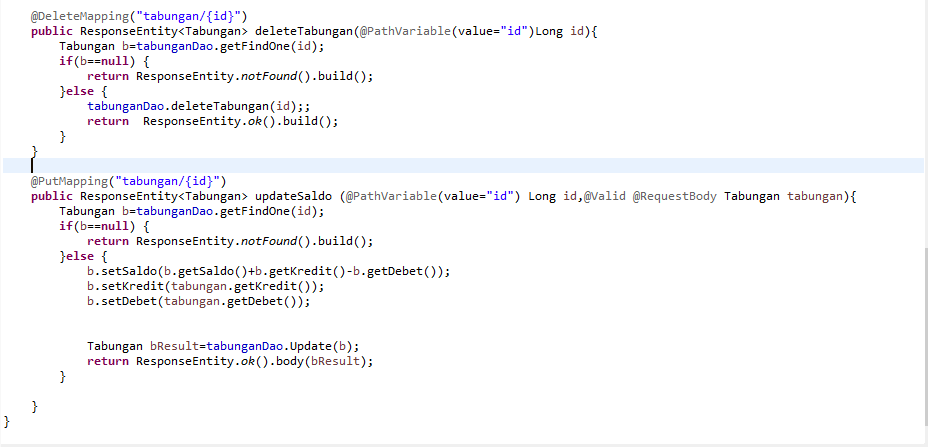 @DeleteMapping("tabungan/{id}")
public ResponseEntity<Tabungan> deleteTabungan(@PathVariable(value="id")Long id){
Tabungan b=tabunganDao.getFindOne(id);
if(b==null) {
return ResponseEntity.notFound().build();
}else {
tabunganDao.deleteTabungan(id);;
return  ResponseEntity.ok().build();
}
}
@PutMapping("tabungan/{id}")
public ResponseEntity<Tabungan> updateSaldo (@PathVariable(value="id") Long id,@Valid @RequestBody Tabungan tabungan){
Tabungan b=tabunganDao.getFindOne(id);
if(b==null) {
return ResponseEntity.notFound().build();
}else {
b.setSaldo(b.getSaldo()+b.getKredit()-b.getDebet());
b.setKredit(tabungan.getKredit());
b.setDebet(tabungan.getDebet());
Tabungan bResult=tabunganDao.Update(b);
return ResponseEntity.ok().body(bResult);
}
}
}